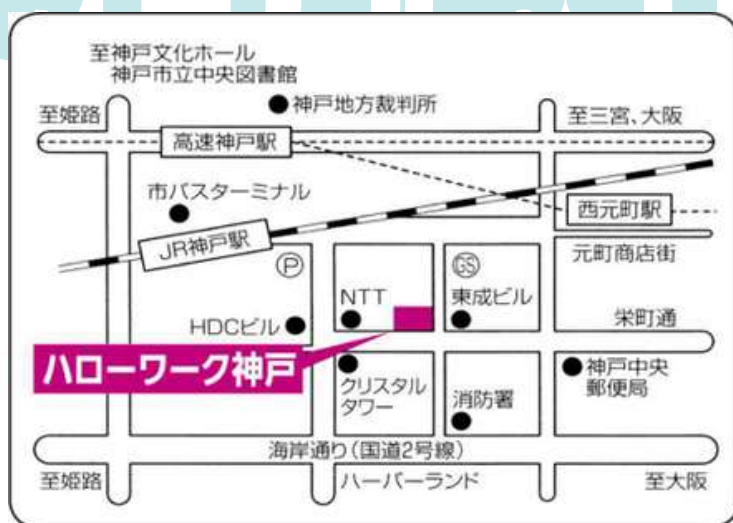 至神戸文化ホール
神戸市立中央図書館
至姫路
神戸地方裁判所
至三宮、大阪
高速神戸駅
市バスターミナル
西元町駅
JR神戸駅
元町商店街
P
GS
NTT
東成ビル
栄町通
HDCビル
ハローワーク神戸
クリスタル
タワー
消防署
神戸中央
郵便局
海岸通り(国道2号線)
至姫路
ハーバーランド
至大阪